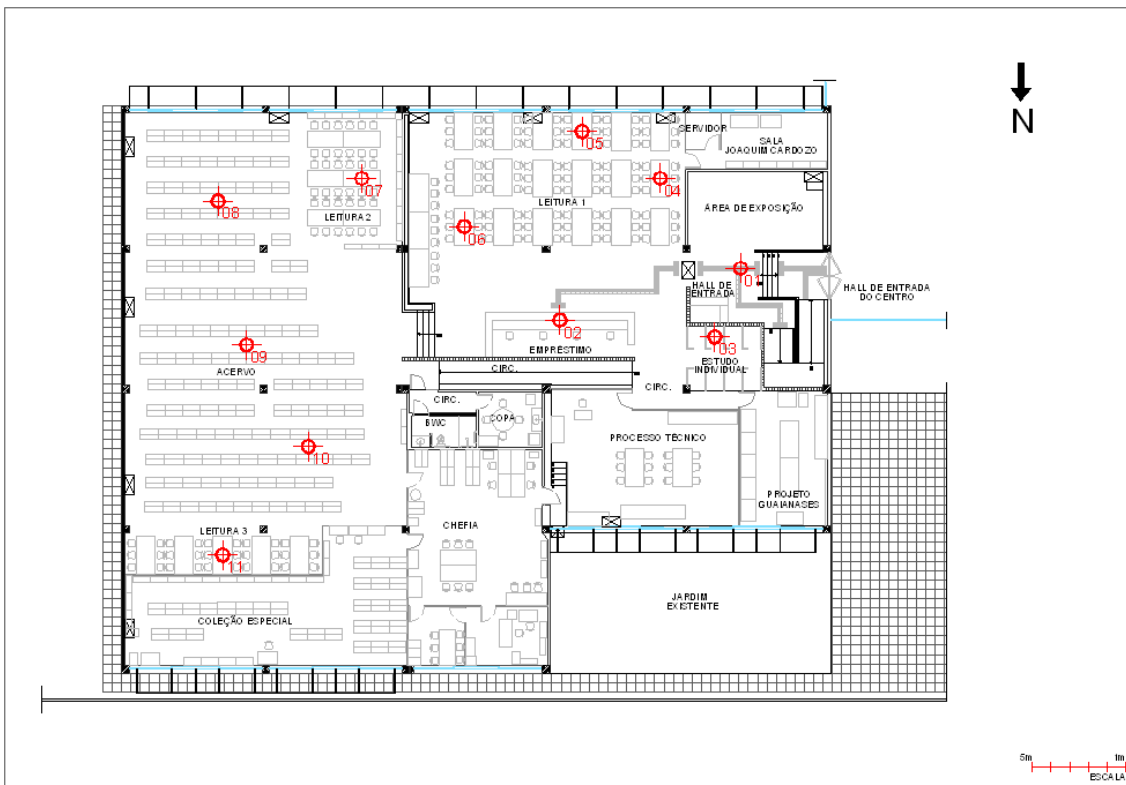 N
SERVIDOR
SALA
JOAQUIM CARDOZO
05
04
07
LEITURA 1
ÁREA DE EXPOSIÇÃO
08
LEITURA 2
06
01
HALL DE
ENTRADA
HALL DE ENTRADA
DO CENTRO
02
EMPRÉSTIMO
03
ESTUDO
INDIVIDUAL
09
ACERVO
CIRC.
CIRC.
CIRC.
COPA
BWC
PROCESSO TÉCNICO
10
PROJETO
GUAIANASES
CHEFIA
LEITURA 3
11
JARDIM
EXISTENTE
COLEÇÃO ESPECIAL
5m 1m
ESCALA